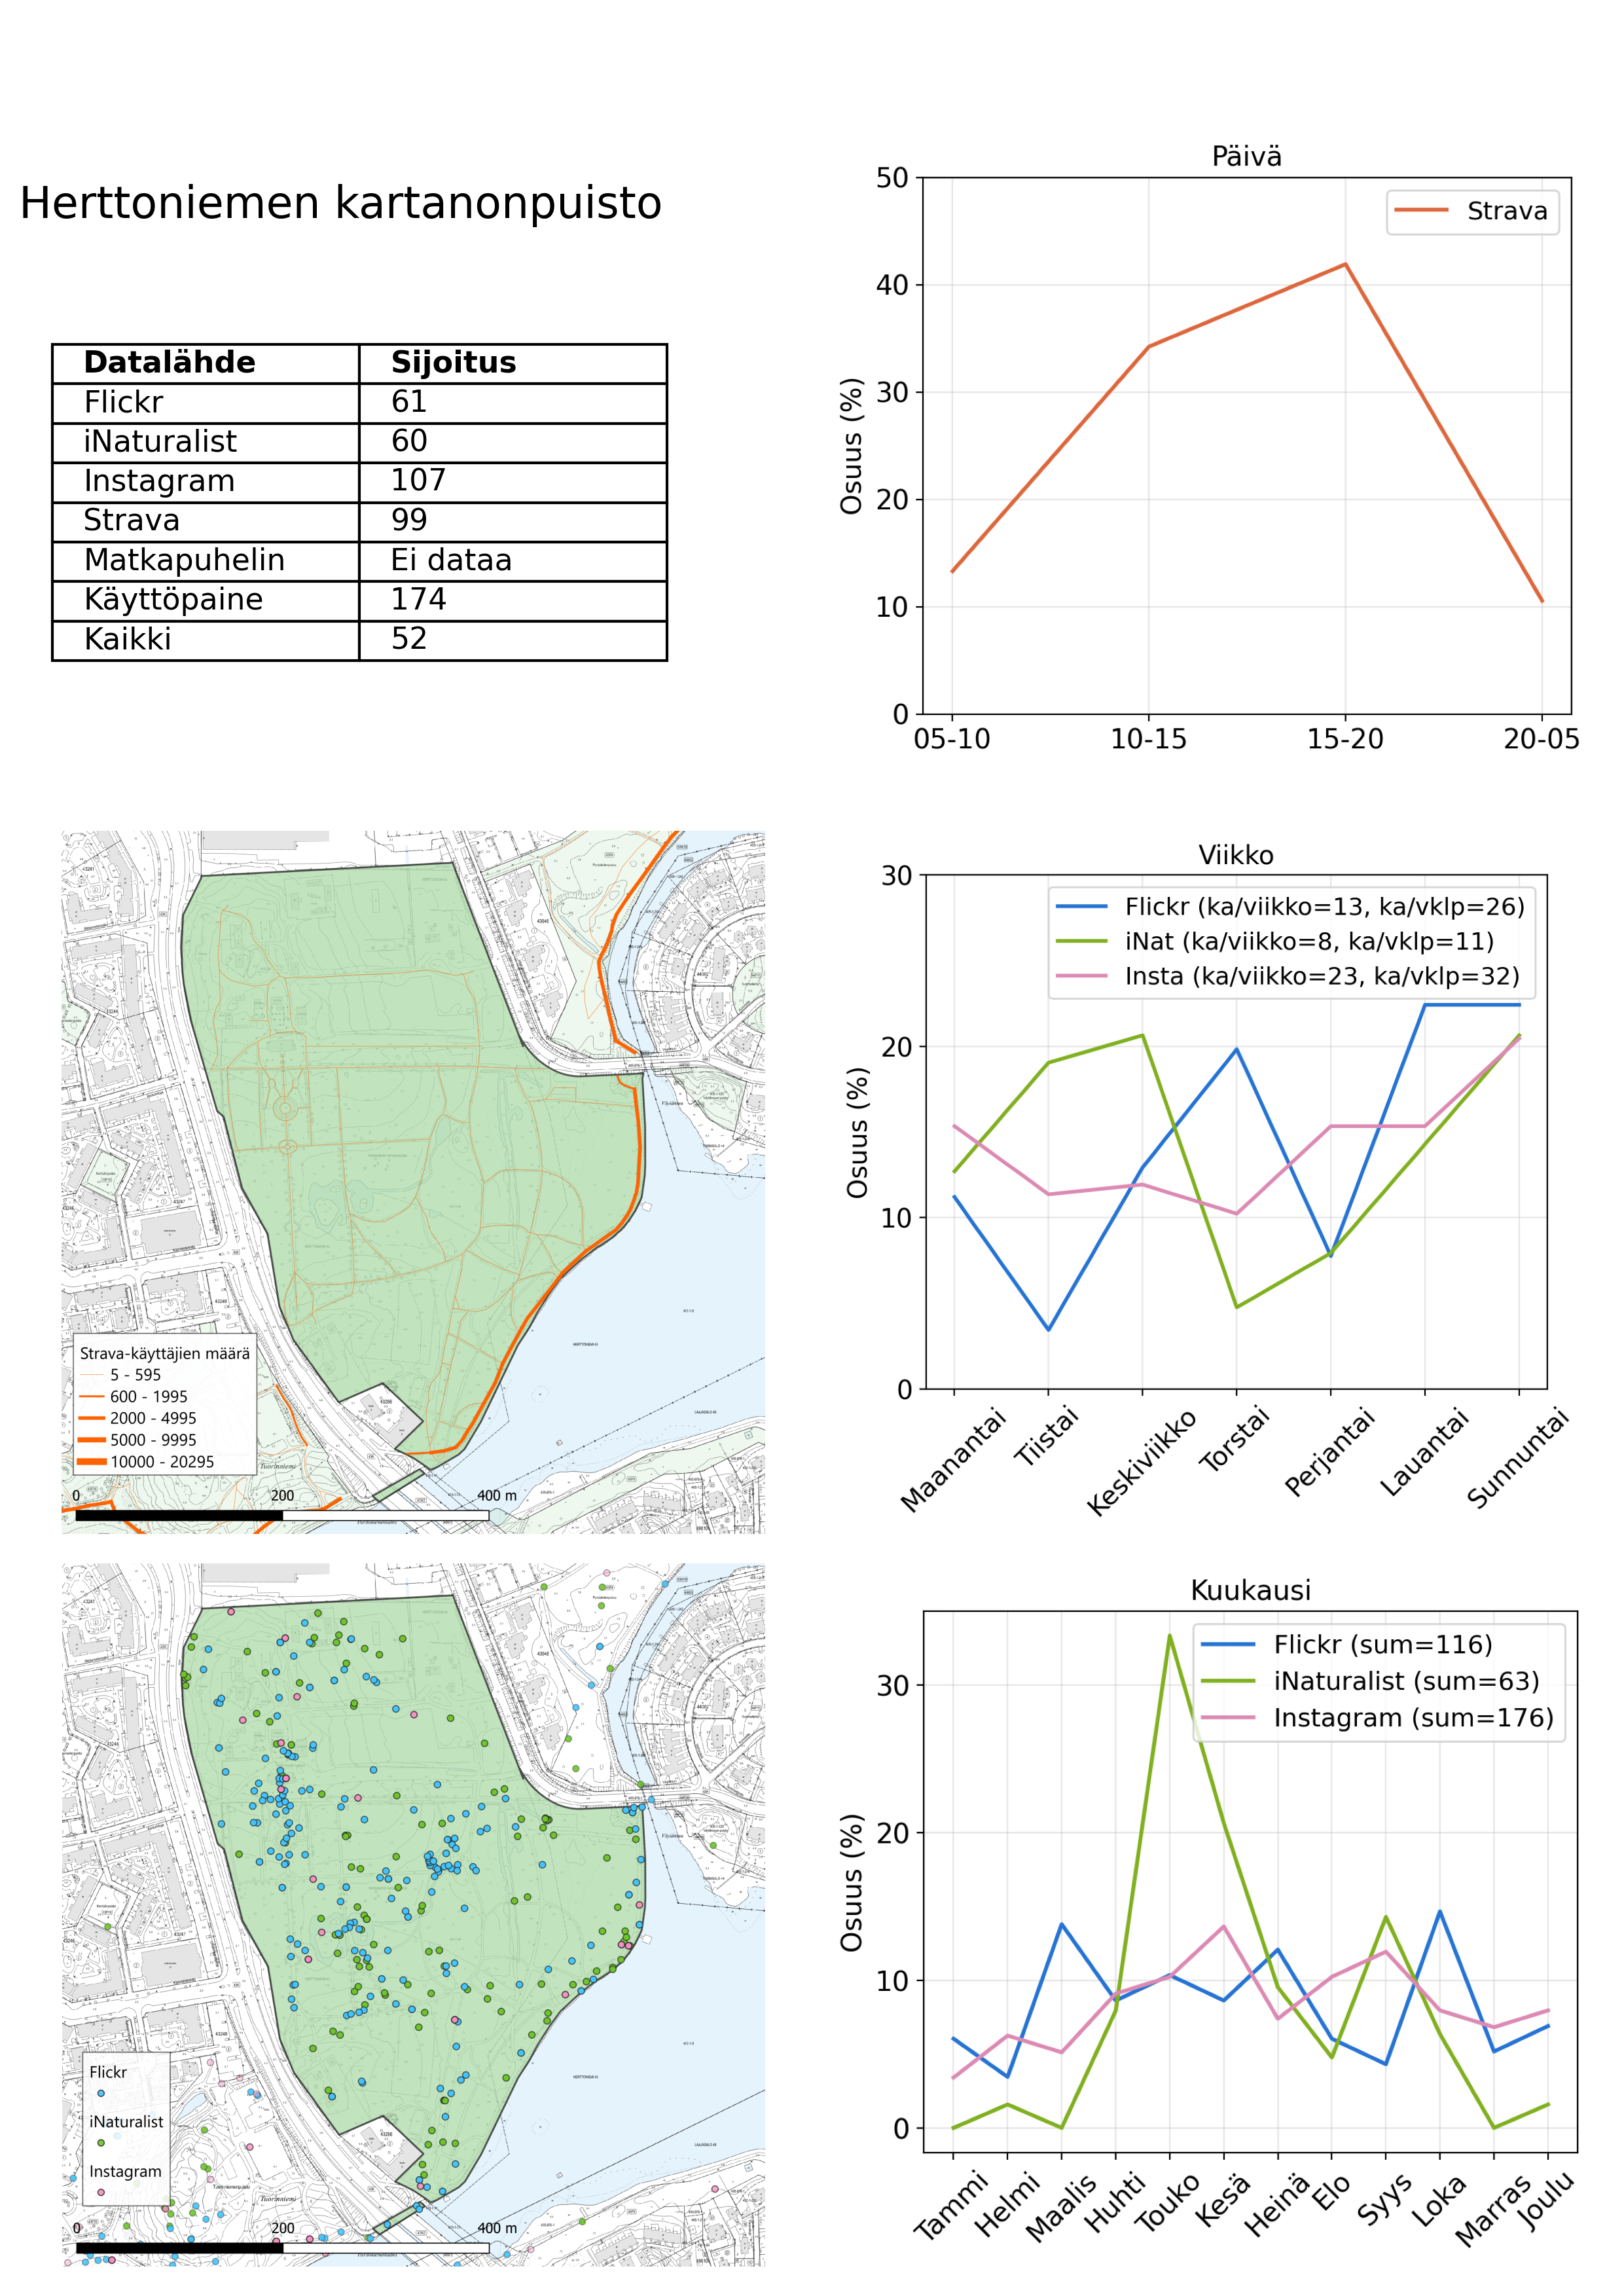 Herttoniemen kartanonpuisto
Datalähde Sijoitus
Flickr 61
iNaturalist 60
Instagram 107
Strava 99
Matkapuhelin Ei dataa
Käyttöpaine 174
Kaikki 52
Päivä
Strava
Osuus (%)
50
40
30
20
10
0
05-10 10-15 15-20 20-05
Strava-käyttäjien määrä
5 - 595
600 - 1995
2000 - 4995
5000 - 9995
10000 - 20295
0 200 400 m
Tuorinniemi
Viikko
Flickr (ka/viikko=13, ka/vklp=26)
iNat (ka/viikko=8, ka/vklp=11)
Insta (ka/viikko=23, ka/vklp=32)
Osuus (%)
30
20
10
0
Maanantai Tiistai Keskiviikko Torstai Perjantai Lauantai Sunnuntai
Flickr
iNaturalist
Instagram
0 200 400 m
Tuorinniemi
Kuukausi
Flickr (sum=116)
iNaturalist (sum=63)
Instagram (sum=176)
Osuus (%)
30
20
10
0
Tammi Helmi Maalis Huhti Touko Kesä Heinä Elo Syys Loka Marras Joulu